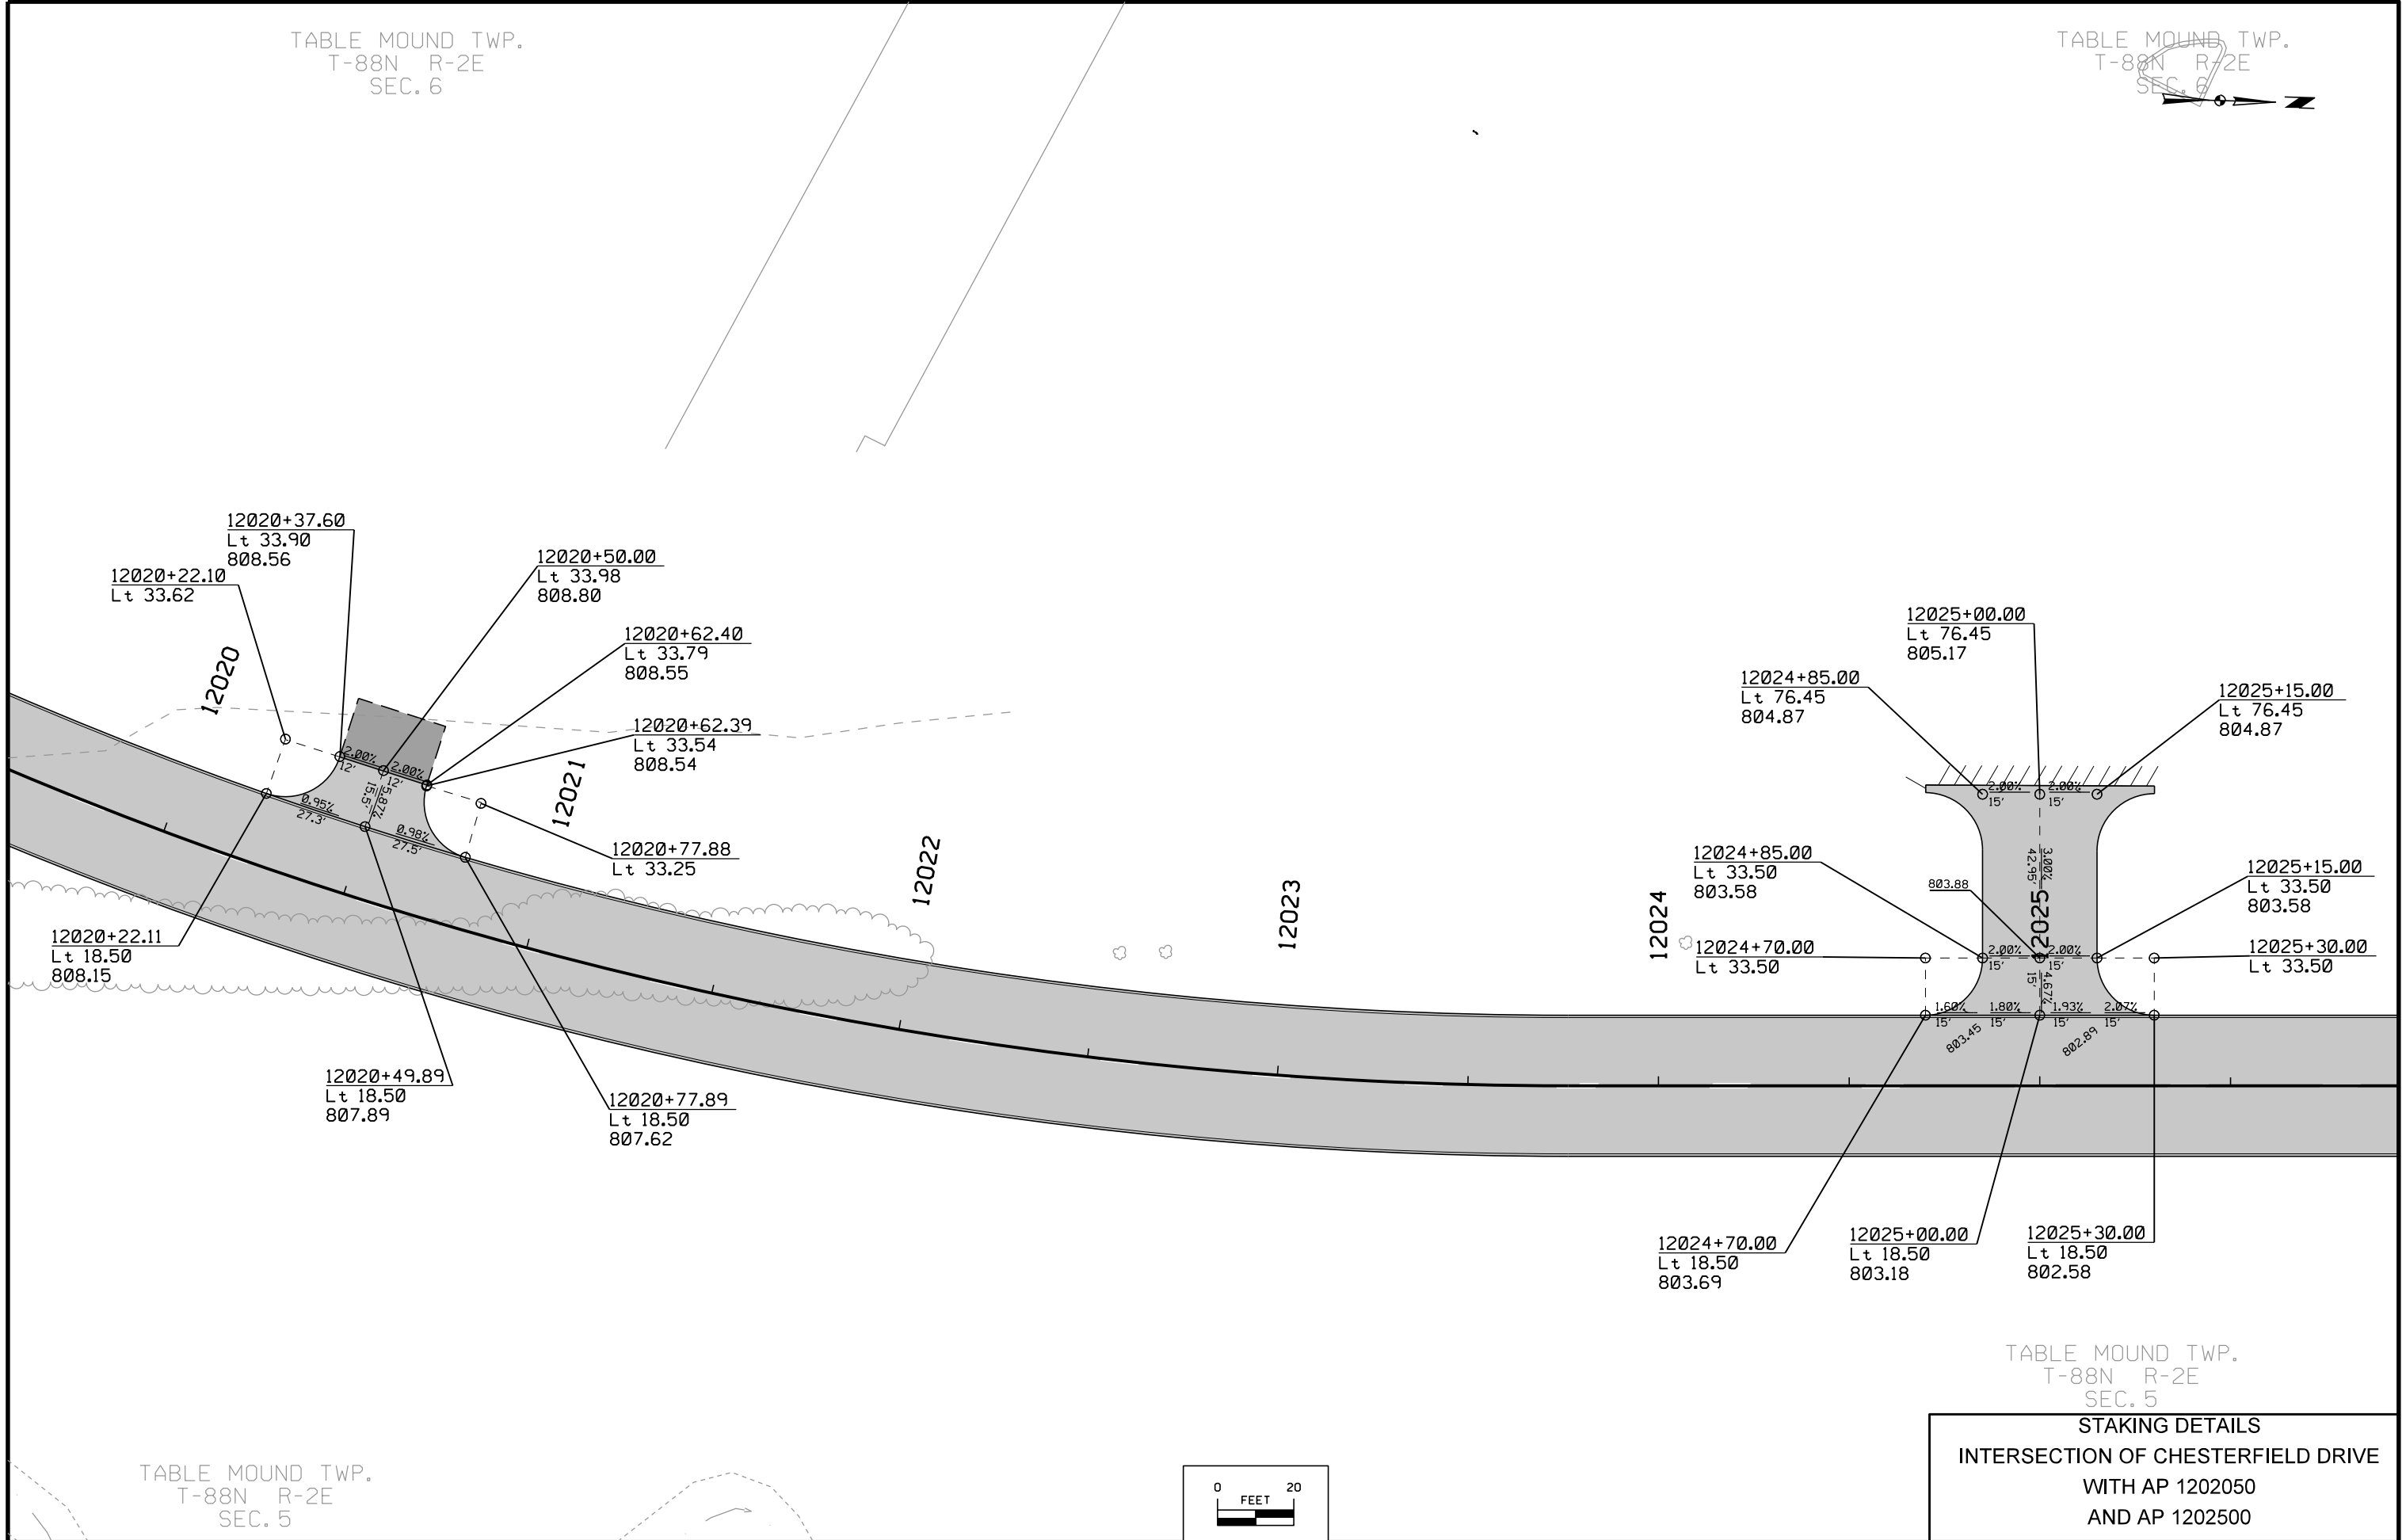 TABLE MOUND TWP.
T-88N R-2E
SEC. 6
TABLE MOUND TWP.
T-88N R-2E
SEC. 6
N
12020+37.60
Lt 33.90
808.56
12020+22.10
Lt 33.62
12020+50.00
Lt 33.98
808.80
12020+62.40
Lt 33.79
808.55
12020+62.39
Lt 33.54
808.54
12020+77.88
Lt 33.25
12020
12021
12022
12023
12024
12025
2.00%
12'
2.00%
12'
5.87%
15.5'
0.95%
27.3'
0.98%
27.5'
12020+22.11
Lt 18.50
808.15
12020+49.89
Lt 18.50
807.89
12020+77.89
Lt 18.50
807.62
12025+00.00
Lt 76.45
805.17
12024+85.00
Lt 76.45
804.87
12025+15.00
Lt 76.45
804.87
2.00%
15'
2.00%
15'
3.00%
42.95'
12024+85.00
Lt 33.50
803.58
803.88
12025+15.00
Lt 33.50
803.58
12024+70.00
Lt 33.50
12025+30.00
Lt 33.50
2.00%
15'
2.00%
15'
4.67%
15'
1.60%
15'
1.80%
15'
1.93%
15'
2.07%
15'
803.45
802.89
12024+70.00
Lt 18.50
803.69
12025+00.00
Lt 18.50
803.18
12025+30.00
Lt 18.50
802.58
TABLE MOUND TWP.
T-88N R-2E
SEC. 5
TABLE MOUND TWP.
T-88N R-2E
SEC. 5
0 20
FEET
STAKING DETAILS
INTERSECTION OF CHESTERFIELD DRIVE
WITH AP 1202050
AND AP 1202500